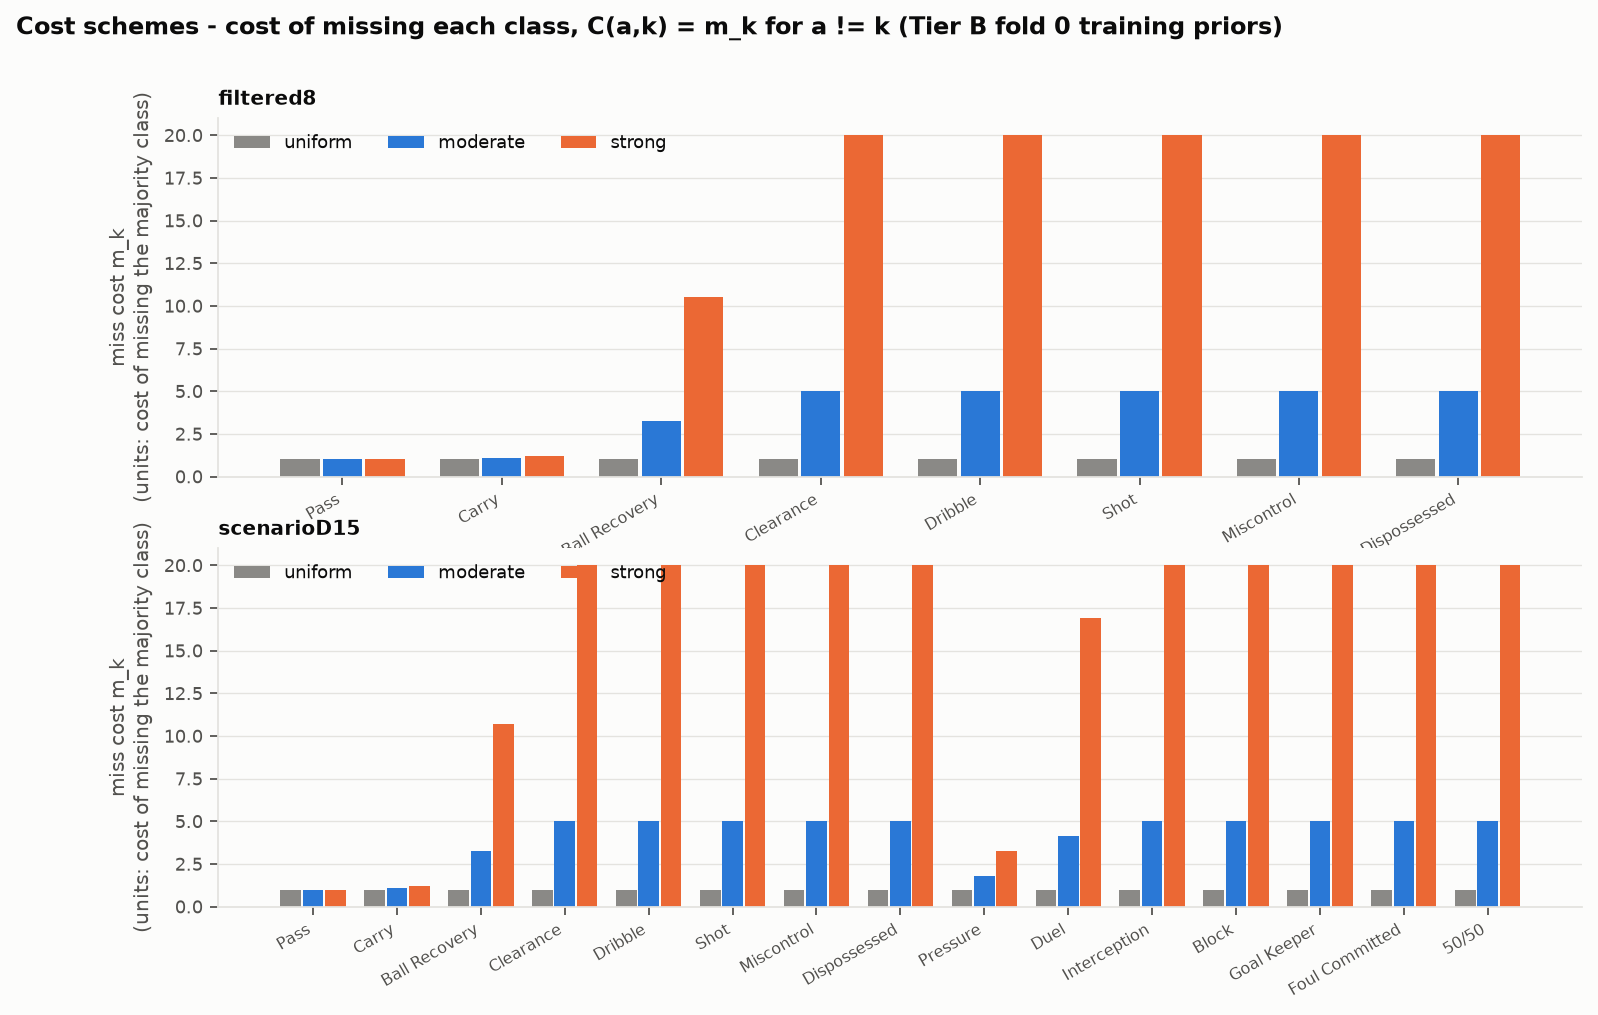 Cost schemes - cost of missing each class, C(a,k) = m_k for a != k (Tier B fold 0 training priors)
filtered8
uniform moderate strong
miss cost m_k
(units: cost of missing the majority class)
20.0
17.5
15.0
12.5
10.0
7.5
5.0
2.5
0.0
Pass Carry Ball Recovery Clearance Dribble Shot Miscontrol Dispossessed
scenarioD15
uniform moderate strong
miss cost m_k
(units: cost of missing the majority class)
20.0
17.5
15.0
12.5
10.0
7.5
5.0
2.5
0.0
Pass Carry Ball Recovery Clearance Dribble Shot Miscontrol Dispossessed Pressure Duel Interception Block Goal Keeper Foul Committed 50/50